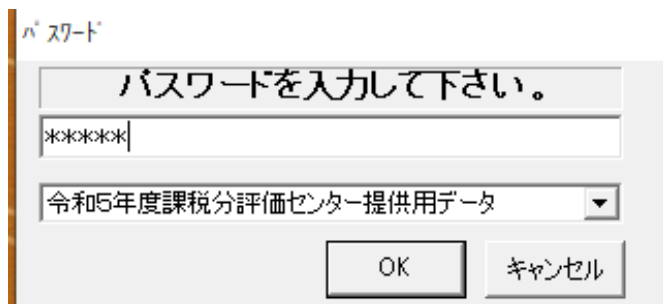 ﾊﾟｽﾜｰﾄﾞ
パスワードを入力して下さい。
*****
令和5年度課税分評価センター提供用データ
OK
キャンセル